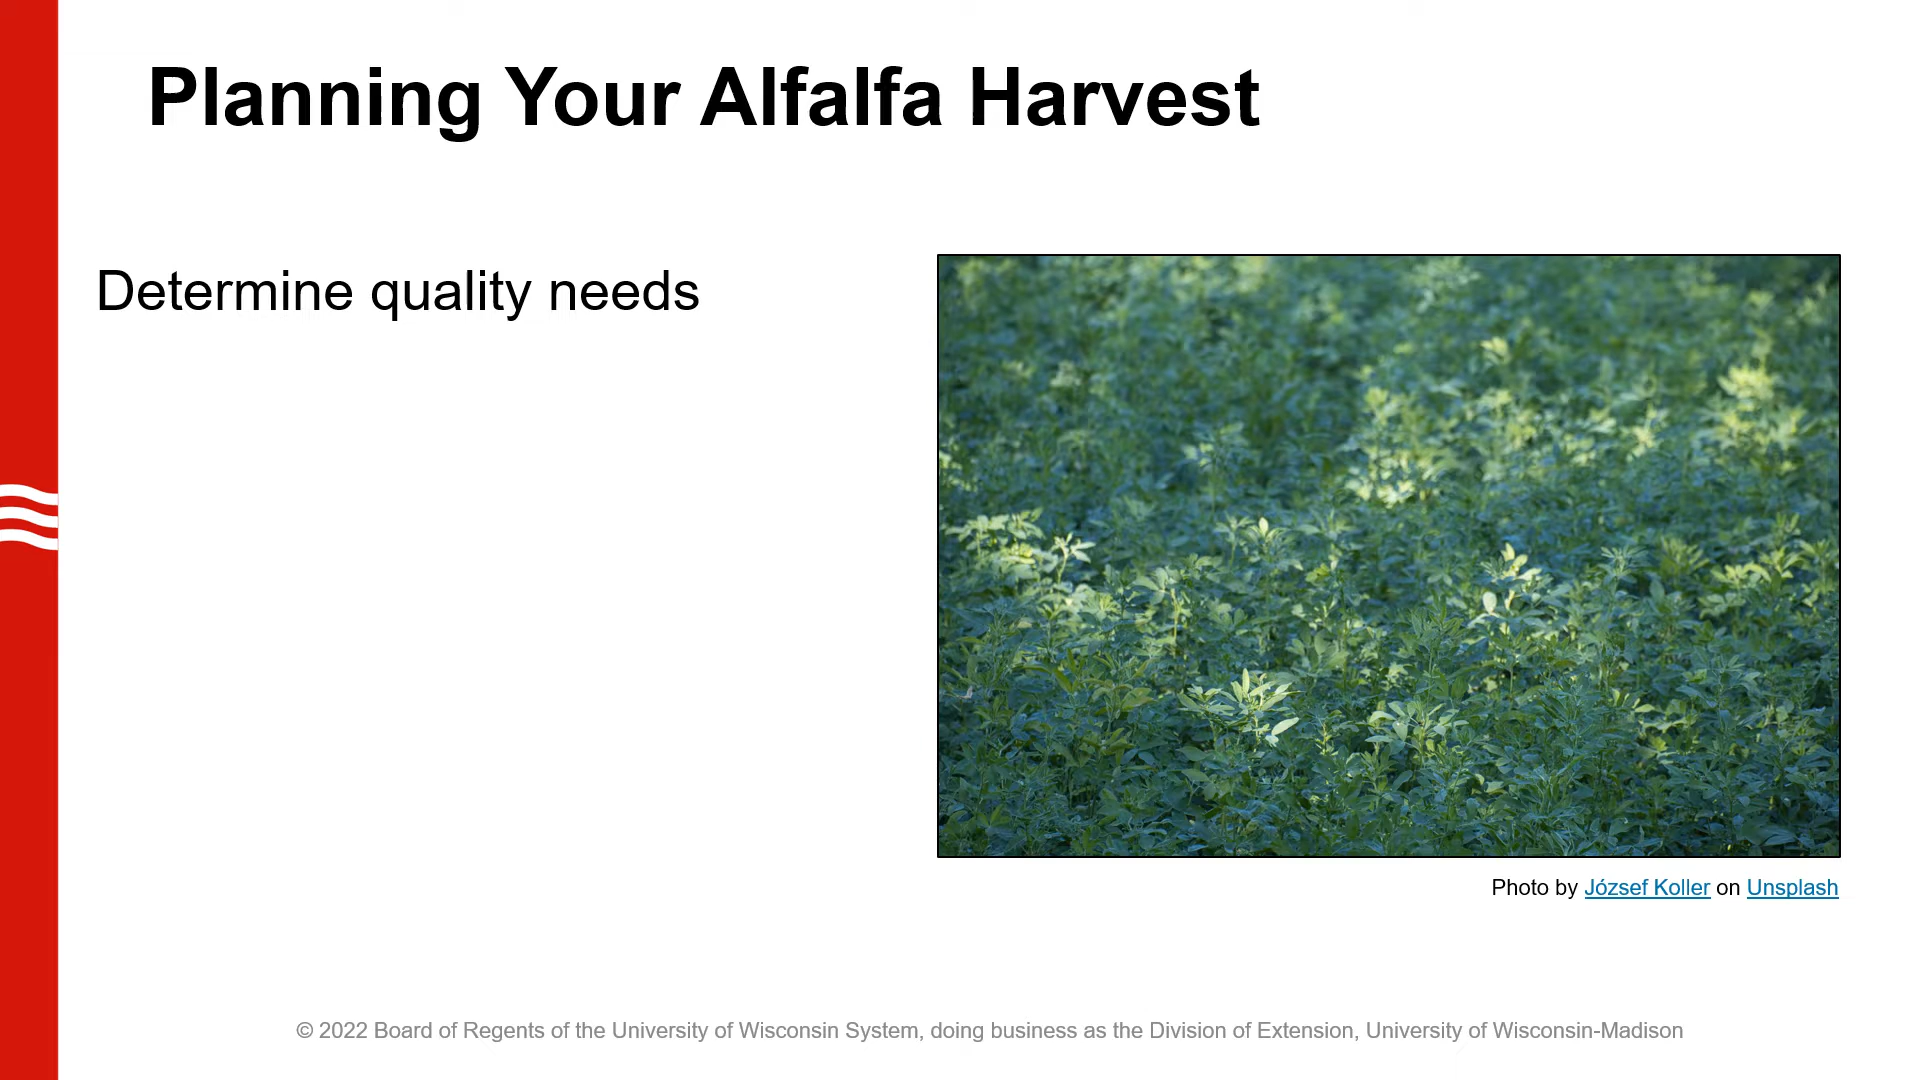 Planning Your Alfalfa Harvest
Determine quality needs
Photo by József Koller on Unsplash
© 2022 Board of Regents of the University of Wisconsin System, doing business as the Division of Extension, University of Wisconsin-Madison